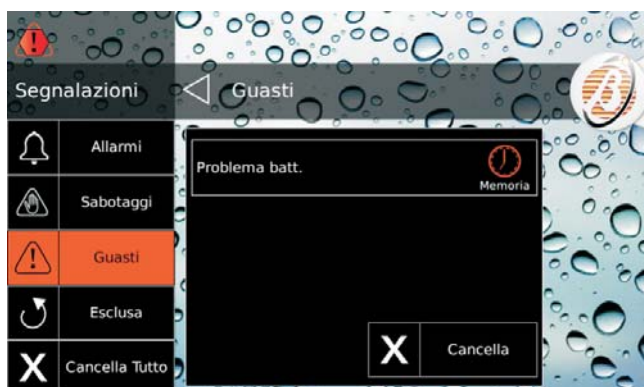 Segnalazioni
Guasti
Allarmi
Sabotaggi
Guasti
Esclusa
X Cancella Tutto
Problema batt.
Memoria
X Cancella